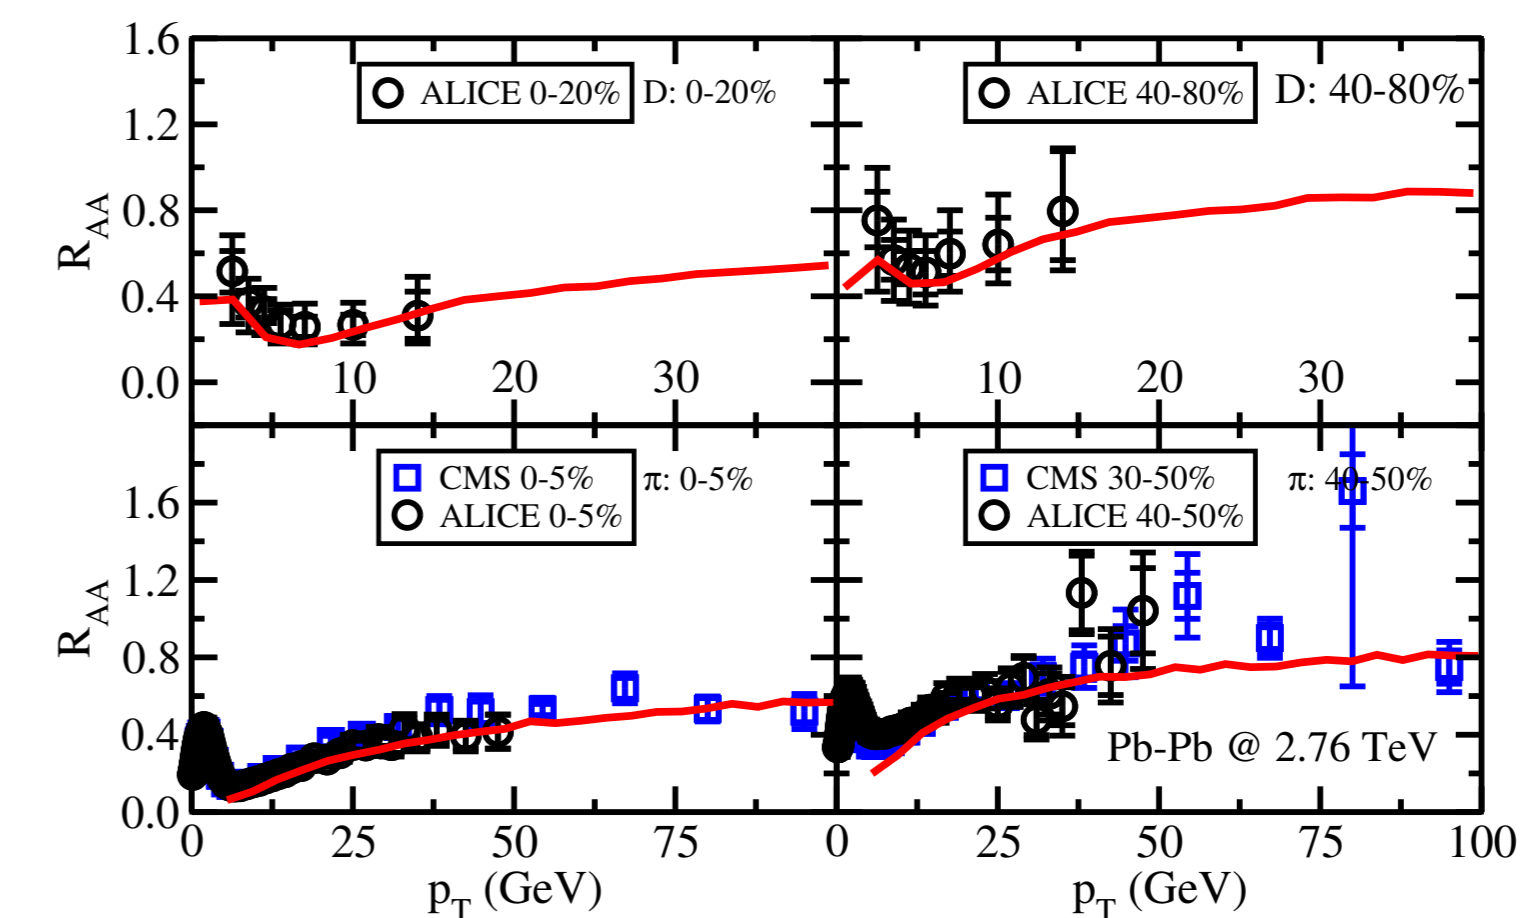 1.6
ALICE 0-20% D: 0-20%
ALICE 40-80% D: 40-80%
1.2
0.8
0.4
0.0
R_AA
10 20 30
10 20 30
CMS 0-5% π: 0-5%
ALICE 0-5%
CMS 30-50% π: 40-50%
ALICE 40-50%
1.6
1.2
0.8
0.4
0.0
R_AA
Pb-Pb @ 2.76 TeV
0 25 50 75 0 25 50 75 100
p_T (GeV) p_T (GeV)